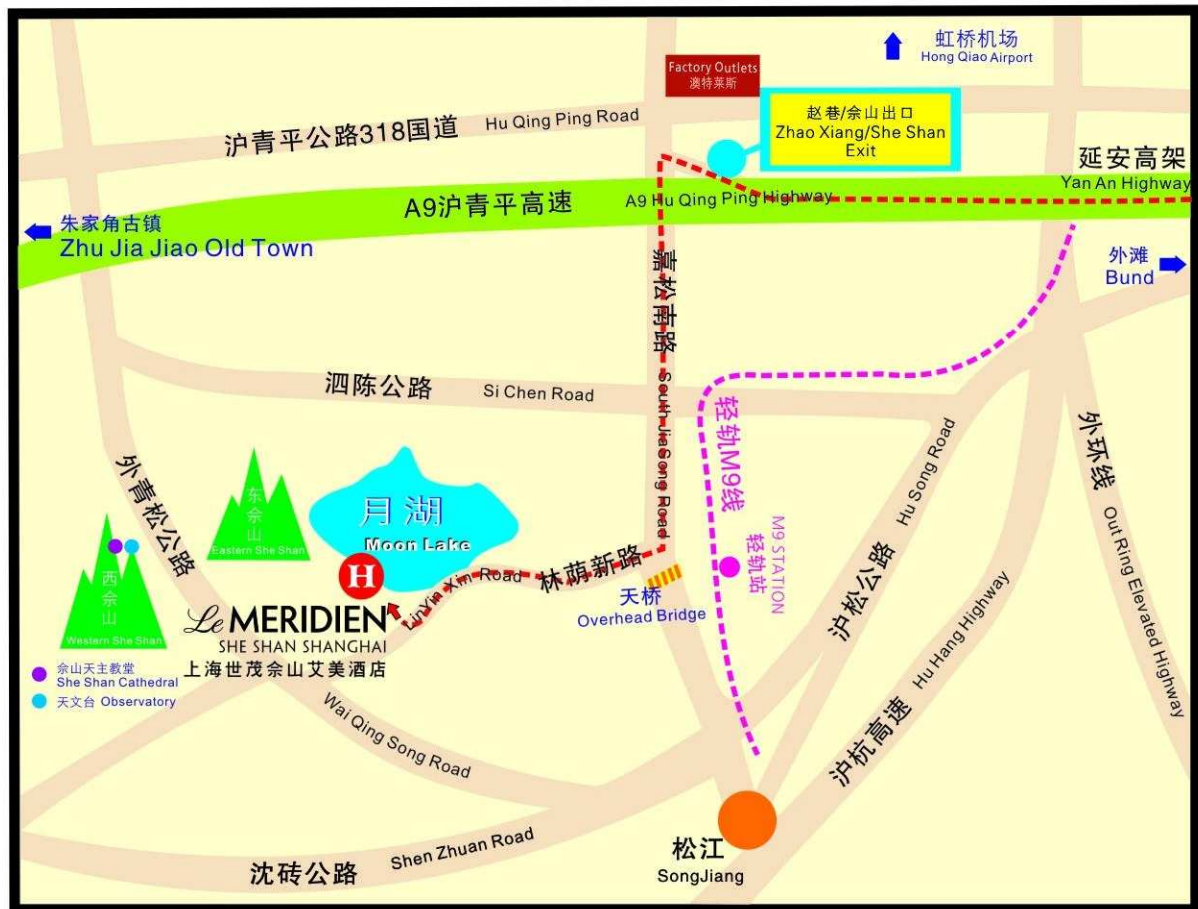 虹桥机场
Hong Qiao Airport
Factory Outlets
澳特莱斯
赵巷/佘山出口
Zhao Xiang/She Shan
Exit
沪青平公路318国道
Hu Qing Ping Road
延安高架
Yan An Highway
A9沪青平高速
A9 Hu Qing Ping Highway
朱家角古镇
Zhu Jia Jiao Old Town
外滩
Bund
嘉松南路
South JiaSong Road
泗陈公路
Si Chen Road
轻轨M9线
M9 STATION
轻轨站
外环线
Out Ring Elevated Highway
外青松公路
Wai Qing Song Road
东佘山
Eastern She Shan
西佘山
Western She Shan
月湖
Moon Lake
H
林荫新路
LinYin Xin Road
天桥
Overhead Bridge
沪松公路
Hu Song Road
沪杭高速
Hu Hang Highway
Le MERIDIEN
SHE SHAN SHANGHAI
上海世茂佘山艾美酒店
佘山天主教堂
She Shan Cathedral
天文台 Observatory
沈砖公路
Shen Zhuan Road
松江
SongJiang